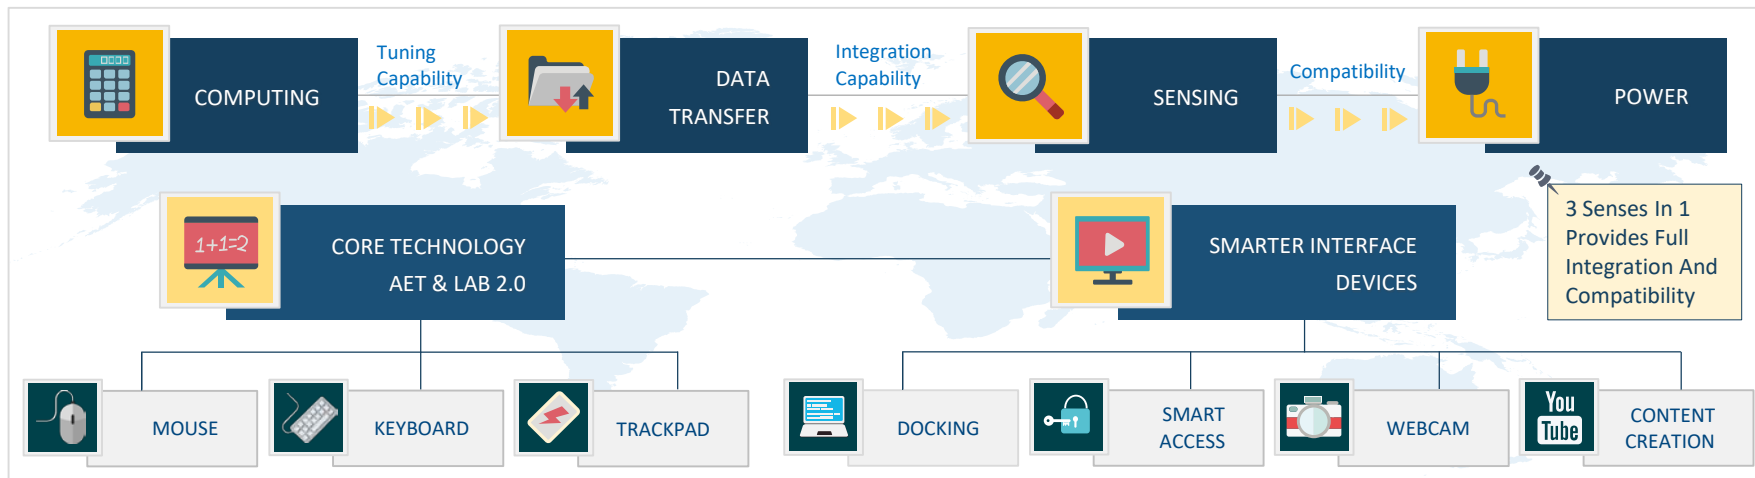 COMPUTING
Tuning
Capability
DATA
TRANSFER
Integration
Capability
SENSING
Compatibility
POWER
1+1=2
CORE TECHNOLOGY
AET & LAB 2.0
SMARTER INTERFACE
DEVICES
3 Senses In 1
Provides Full
Integration And
Compatibility
MOUSE
KEYBOARD
TRACKPAD
DOCKING
SMART
ACCESS
WEBCAM
You
Tube
CONTENT
CREATION